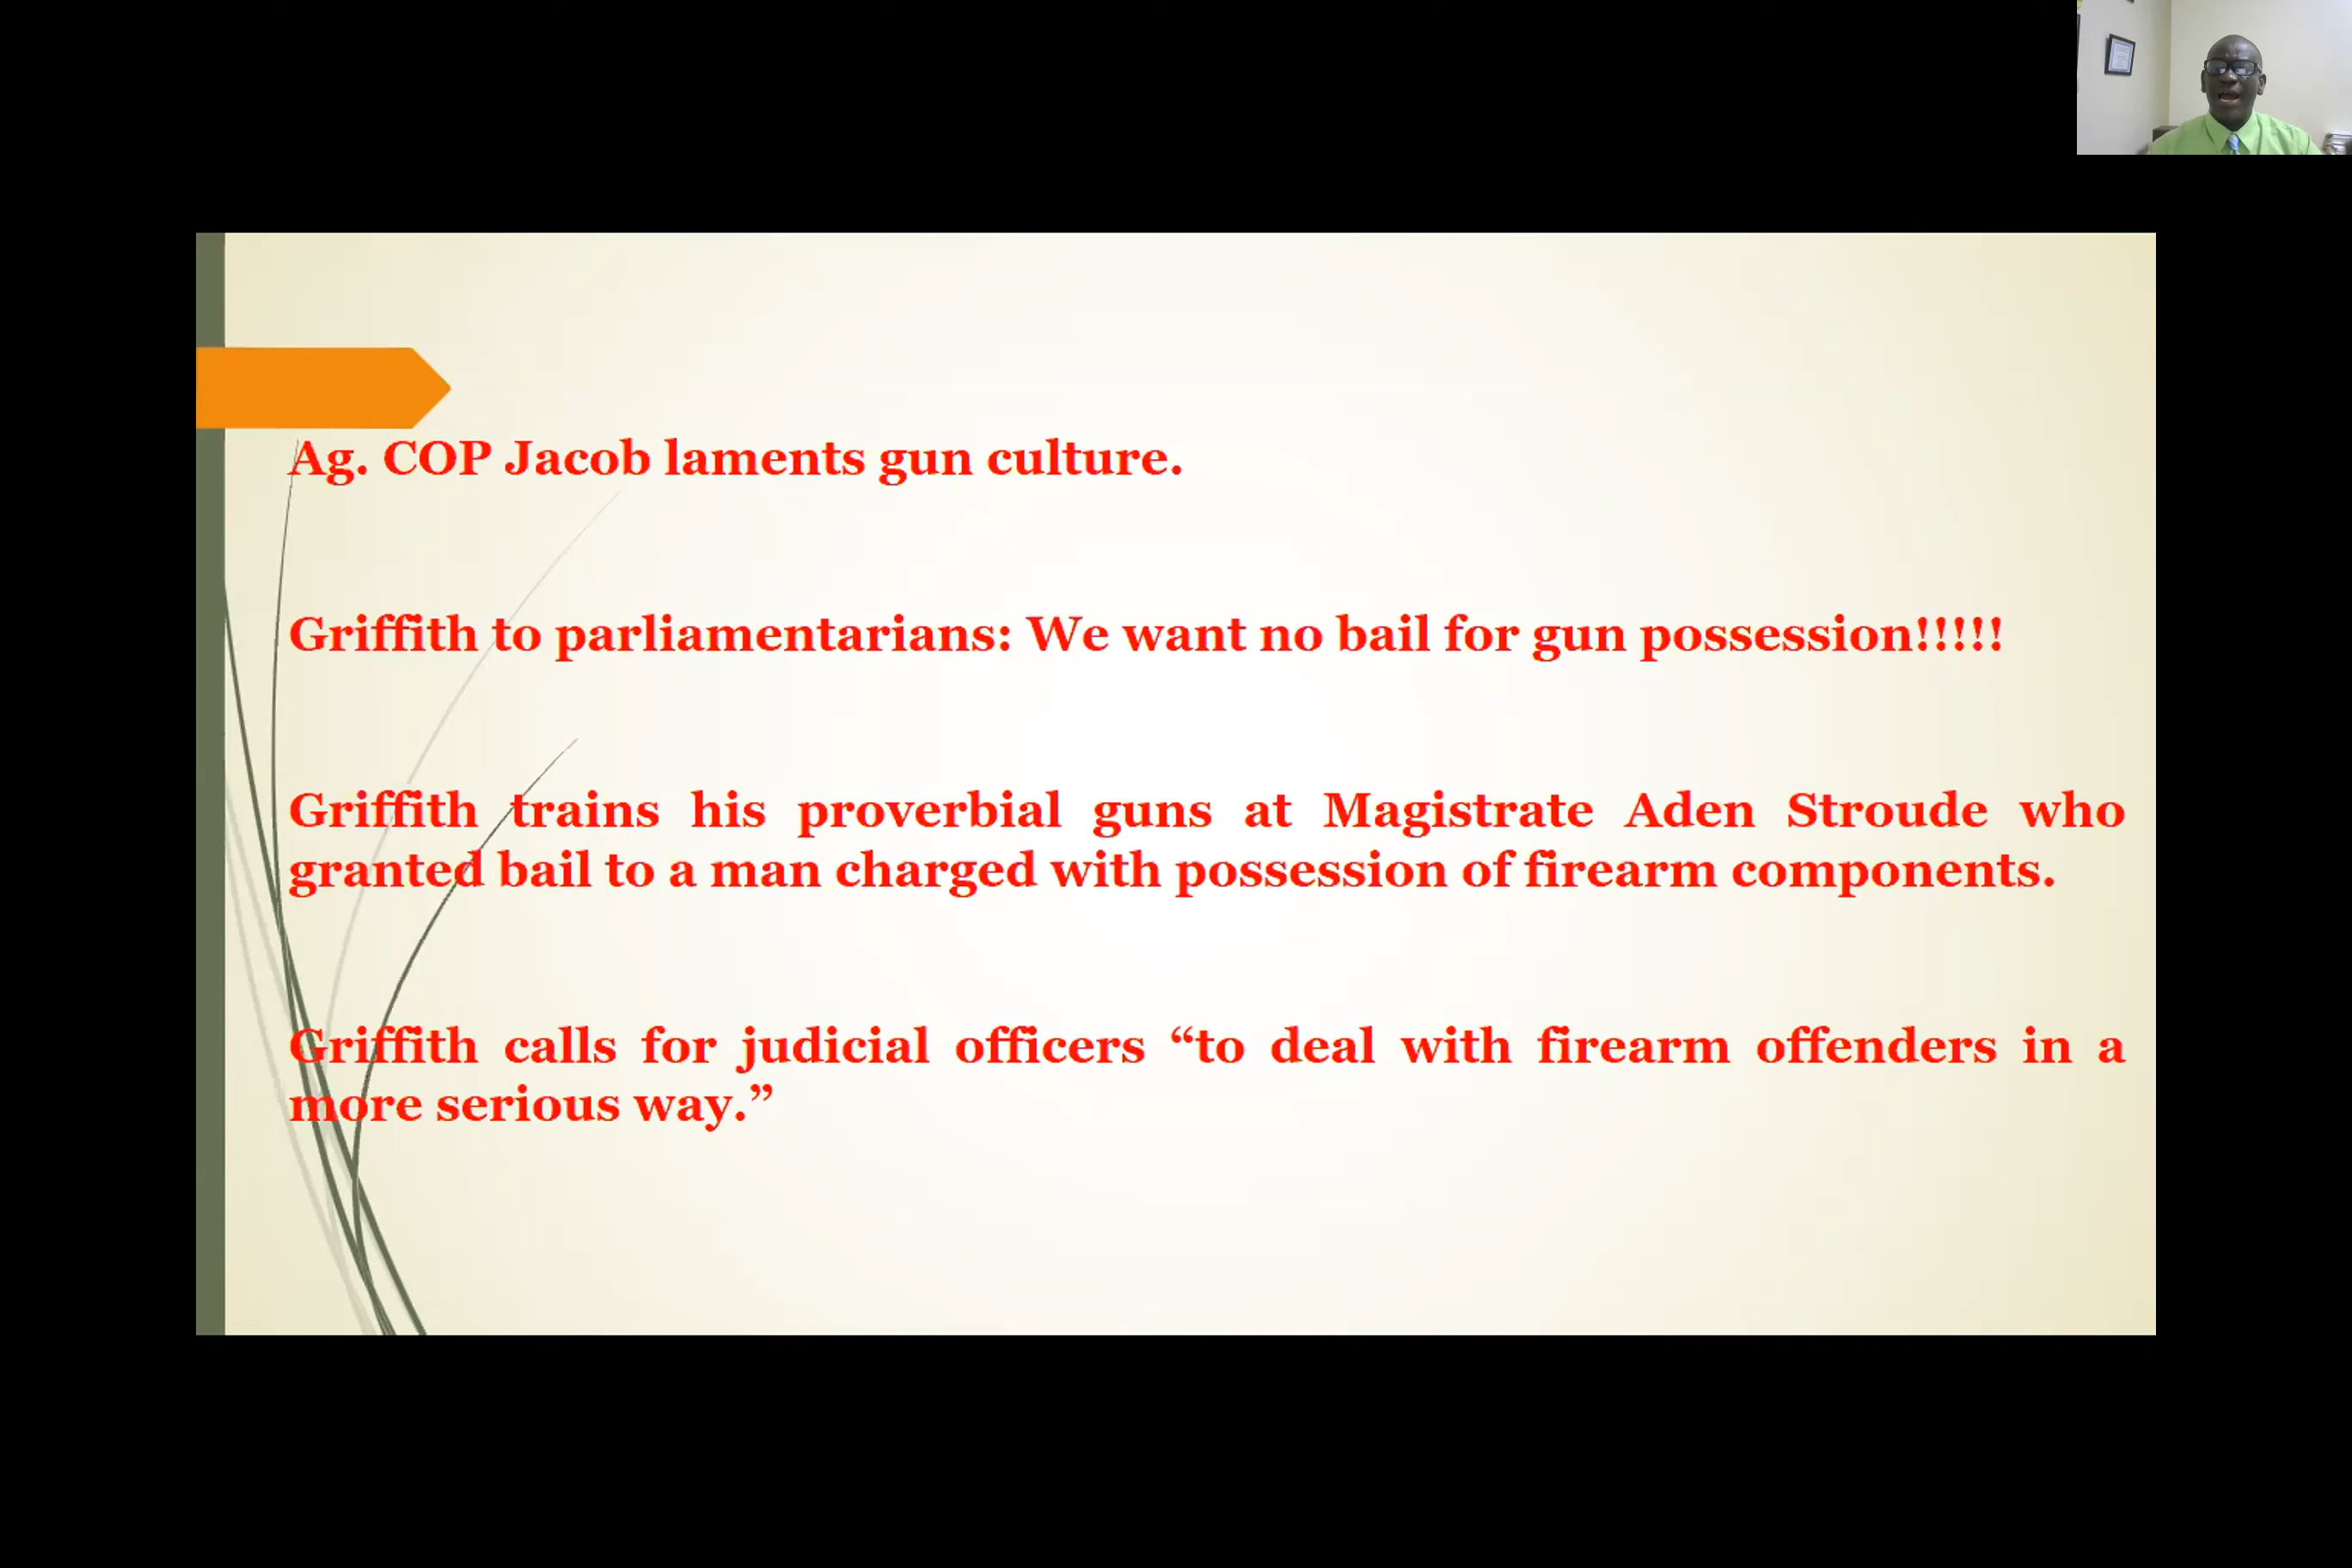 Ag. COP Jacob laments gun culture.
Griffith to parliamentarians: We want no bail for gun possession!!!!!
Griffith trains his proverbial guns at Magistrate Aden Stroude who
granted bail to a man charged with possession of firearm components.
Griffith calls for judicial officers “to deal with firearm offenders in a
more serious way.”